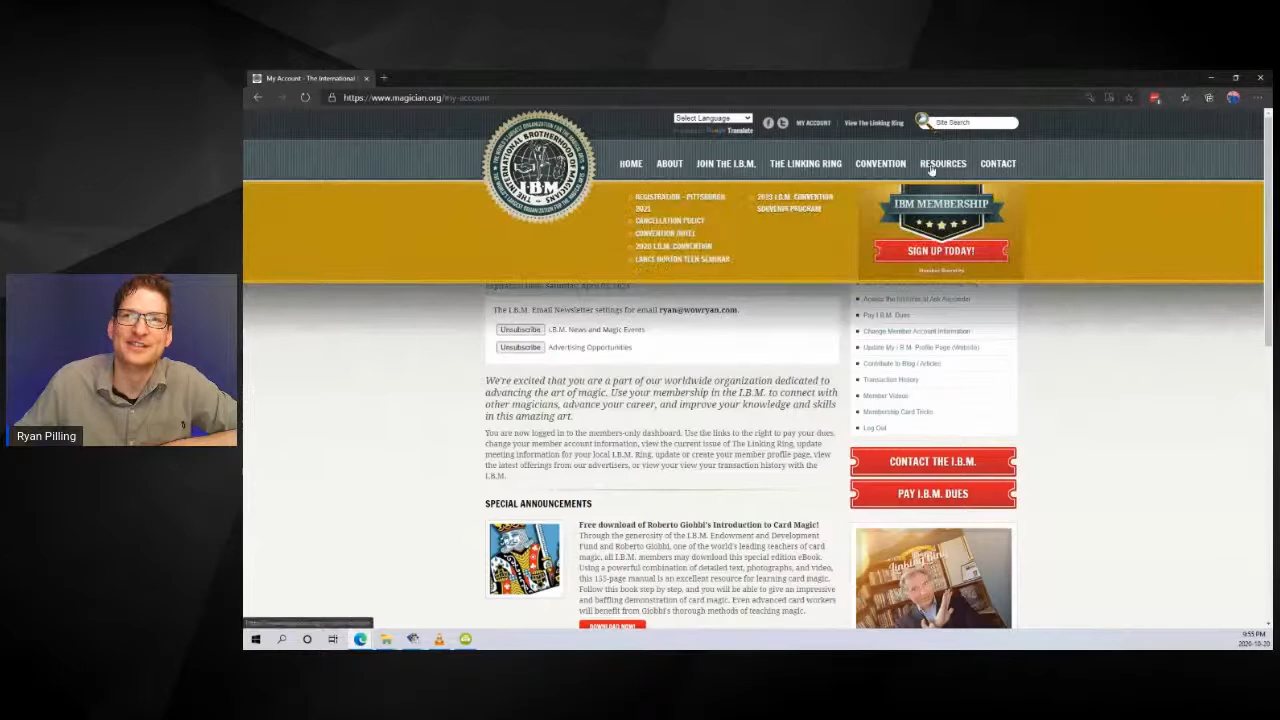 My Account - The International
https://www.magician.org/my-account
Select Language
Translate
MY ACCOUNT
View The Linking Ring
Site Search
THE INTERNATIONAL BROTHERHOOD OF MAGICIANS
I.B.M.
HOME
ABOUT
JOIN THE I.B.M.
THE LINKING RING
CONVENTION
RESOURCES
CONTACT
REGISTRATION - PITTSBURGH
2021
CANCELLATION POLICY
CONVENTION HOTEL
2020 I.B.M. CONVENTION
LANCE BURTON TEEN SEMINAR
I.B.M. CONVENTION
SOUVENIR PROGRAM
IBM MEMBERSHIP
SIGN UP TODAY!
Member Benefits
The I.B.M. Email Newsletter settings for email ryan@wowryan.com.
Unsubscribe I.B.M. News and Magic Events
Unsubscribe Advertising Opportunities
We're excited that you are a part of our worldwide organization dedicated to
advancing the art of magic. Use your membership in the I.B.M. to connect with
other magicians, advance your career, and improve your knowledge and skills
in this amazing art.
You are now logged in to the members-only dashboard. Use the links to the right to pay your dues,
change your member account information, view the current issue of The Linking Ring, update
meeting information for your local I.B.M. Ring, update or create your member profile page, view
the latest offerings from our advertisers, or view your view your transaction history with the
I.B.M.
SPECIAL ANNOUNCEMENTS
Free download of Roberto Giobbi's Introduction to Card Magic!
Through the generosity of the I.B.M. Endowment and Development
Fund and Roberto Giobbi, one of the world's leading teachers of card
magic, all I.B.M. members may download this special edition eBook.
Using a powerful combination of detailed text, photographs, and video,
this 155-page manual is an excellent resource for learning card magic.
Follow this book step by step, and you will be able to give an impressive
and baffling demonstration of card magic. Even advanced card workers
will benefit from Giobbi's thorough methods of teaching magic.
DOWNLOAD NOW!
Access the Archives at Ask Alexander
Pay I.B.M. Dues
Change Member Account Information
Update My I.B.M. Profile Page (Website)
Contribute to Blog / Articles
Transaction History
Member Videos
Membership Card Tricks
Log Out
CONTACT THE I.B.M.
PAY I.B.M. DUES
Ryan Pilling
9:55 PM
2020-10-20